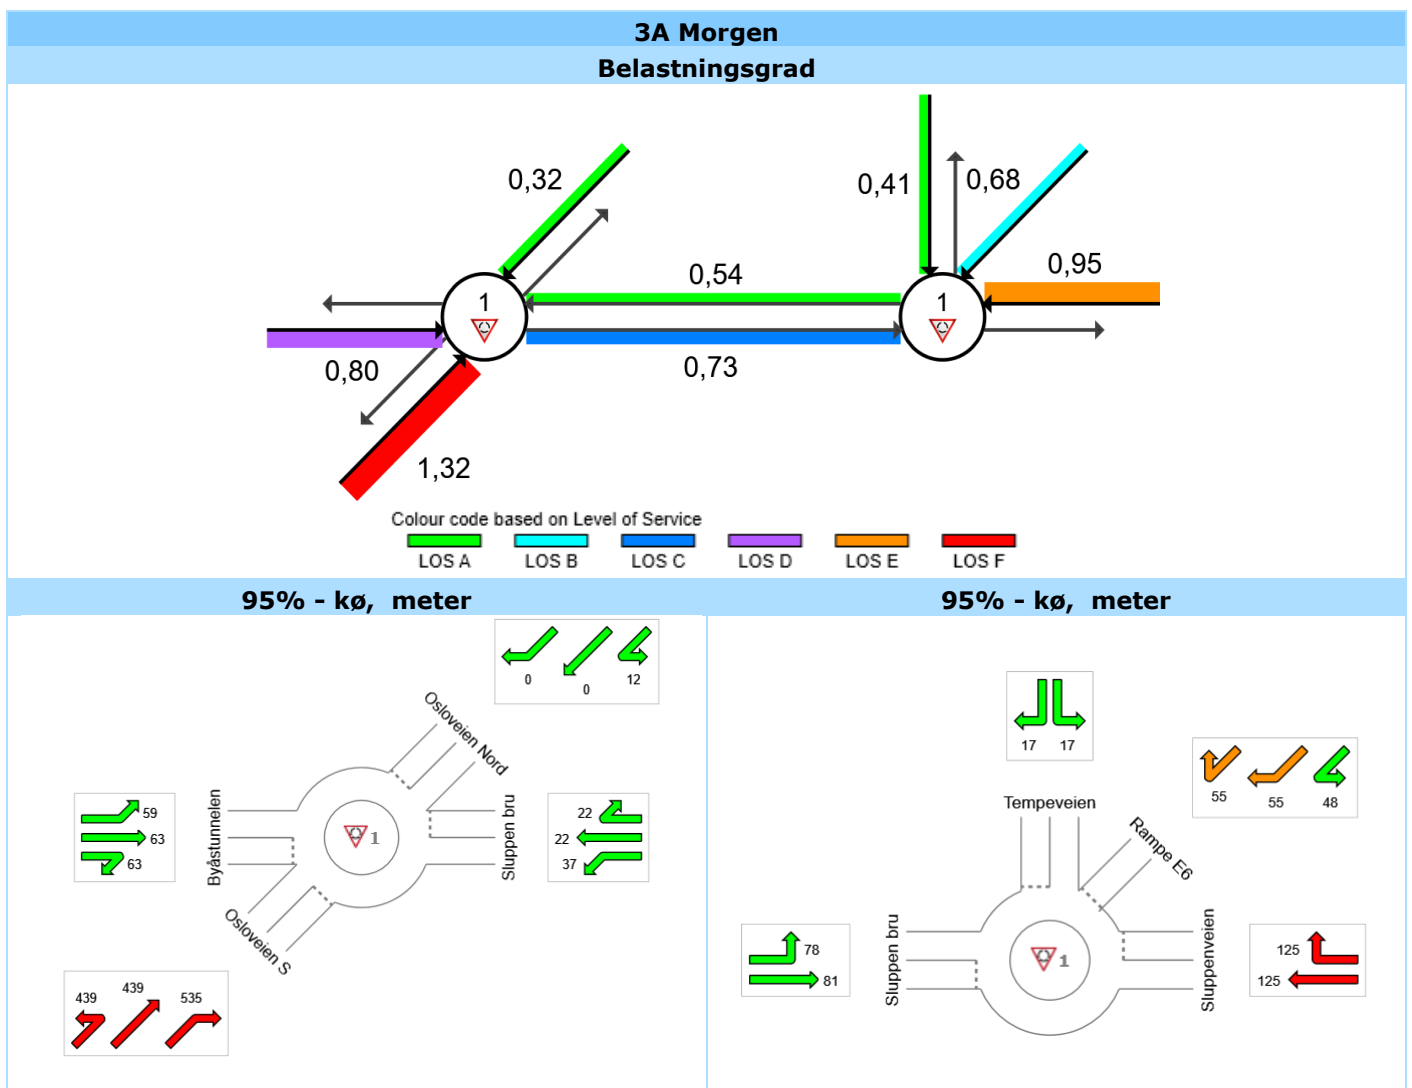 3A Morgen
Belastningsgrad
0,32
0,41
0,68
0,54
0,95
1
1
0,80
0,73
1,32
Colour code based on Level of Service
LOS A LOS B LOS C LOS D LOS E LOS F
95% - kø, meter
0 0 12
Osloveien Nord
59
63
63
Byåstunnelen
1
Sluppen bru
22
22
37
Osloveien S
439 439 535
95% - kø, meter
17 17
55 55 48
Tempeveien
Rampe E6
78
81
Sluppen bru
1
Sluppenveien
125
125